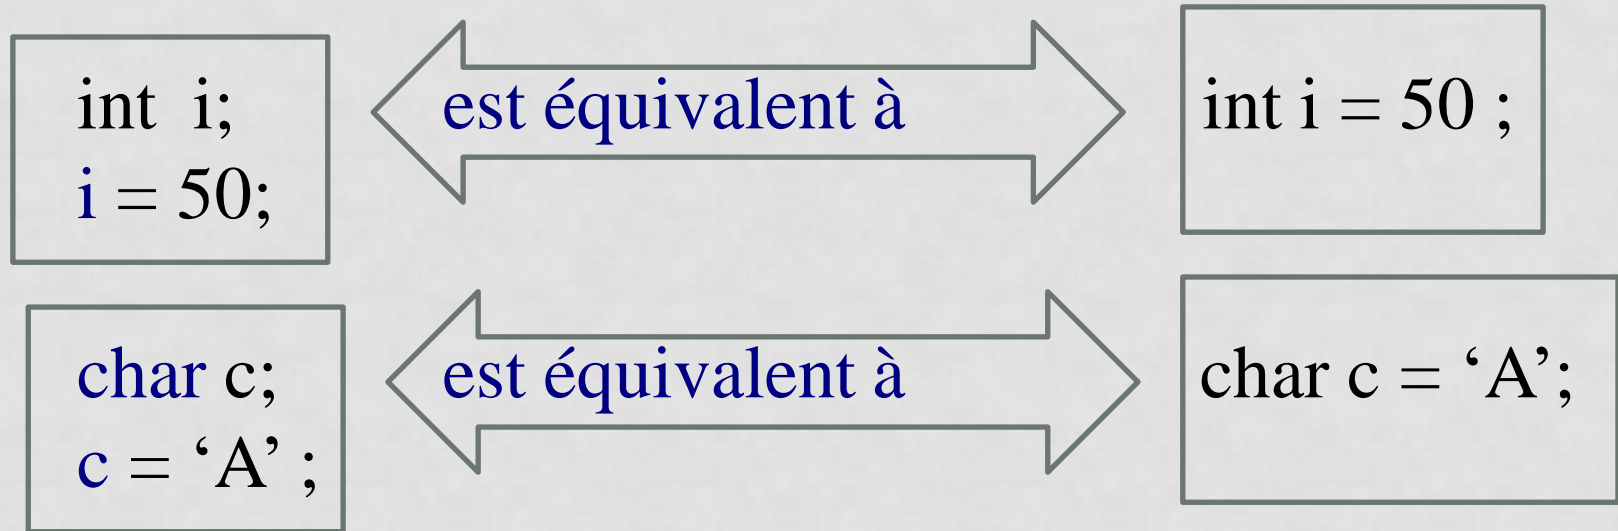 int i;
i = 50;
est équivalent à
int i = 50 ;
char c;
c = ‘A’ ;
est équivalent à
char c = ‘A’;